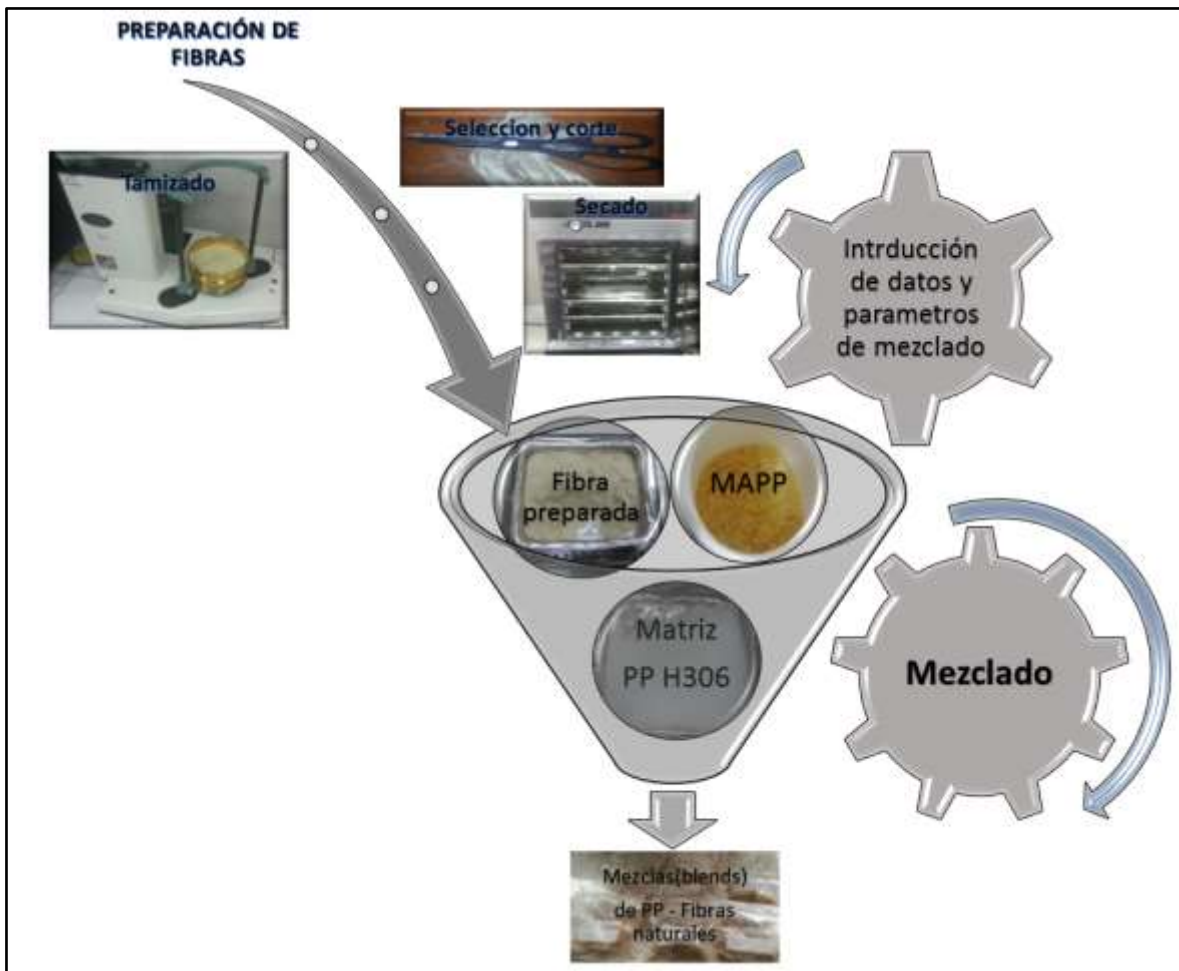 PREPARACIÓN DE
FIBRAS
Seleccion y corte
Tamizado
Secado
Intrducción
de datos y
parametros
de mezclado
Fibra
preparada
MAPP
Matriz
PP H306
Mezclado
Mezclas(blends)
de PP - Fibras
naturales